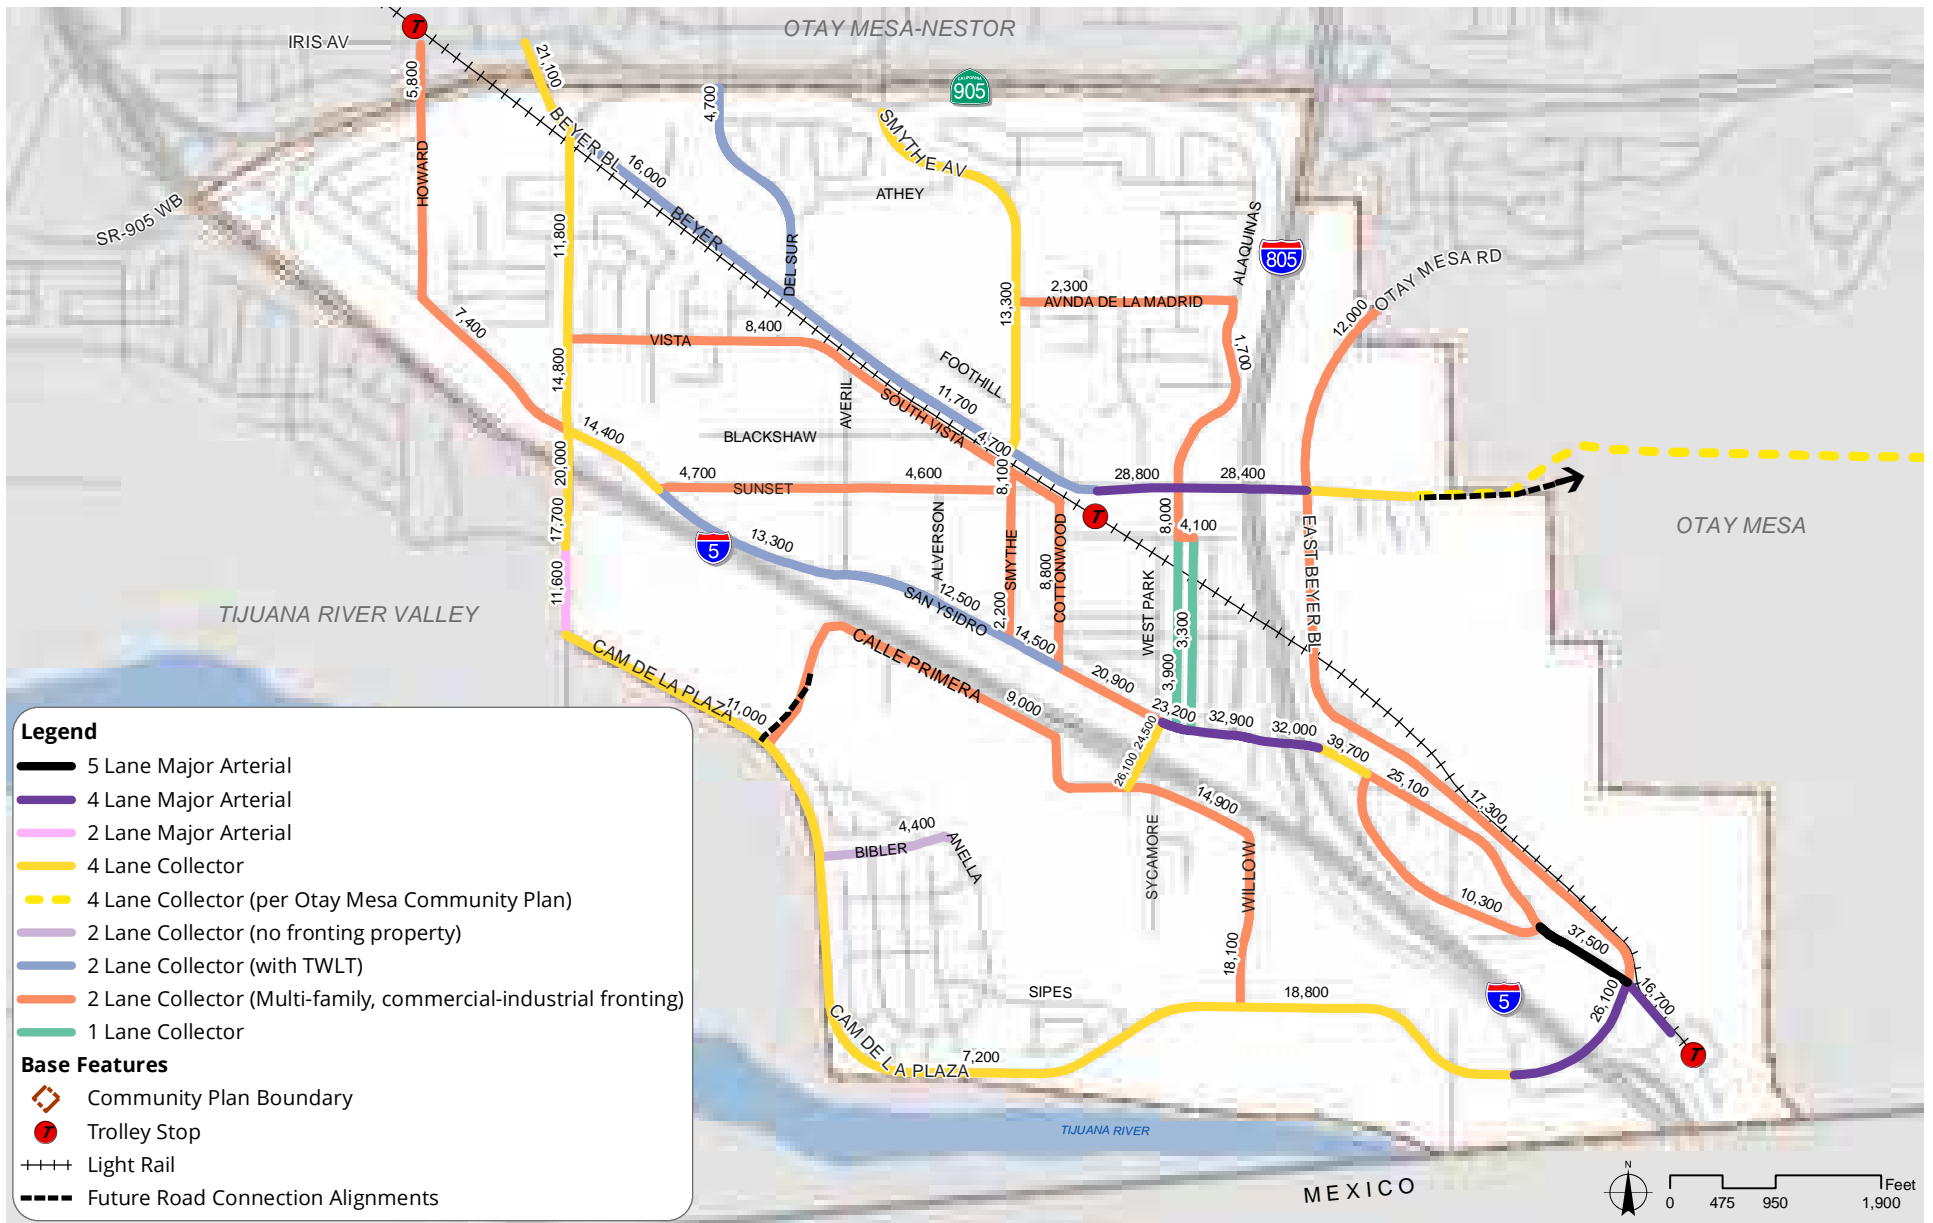 T
IRIS AV
21,100
OTAY MESA-NESTOR
5,800
4,700
CALIFORNIA
905
BEYER BL
SMYTHE AV
16,000
HOWARD
ATHEY
SR-905 WB
BEYER
11,800
DEL SUR
ALAQUINAS
805
OTAY MESA RD
2,300
AVNDA DE LA MADRID
13,300
12,000
7,400
8,400
VISTA
1,700
FOOTHILL
14,800
AVERIL
11,700
SOUTH VISTA
14,400
BLACKSHAW
4,700
20,000
4,700
SUNSET
4,600
8,100
28,800
28,400
T
17,700
8,000
4,100
OTAY MESA
5
13,300
ALVERSON
SMYTHE
8,800
COTTONWOOD
EAST BEYER BL
11,600
12,500
SAN YSIDRO
2,200
14,500
WEST PARK
3,300
3,900
TIJUANA RIVER VALLEY
CAM DE LA PLAZA
11,000
CALLE PRIMERA
9,000
20,900
23,200
32,900
32,000
39,700
24,500
26,100
25,100
17,300
14,900
4,400
BIBLER
ANELLA
SYCAMORE
WILLOW
10,300
37,500
18,100
SIPES
18,800
5
26,100
16,700
T
CAM DE LA PLAZA
7,200
TIJUANA RIVER
MEXICO
Legend
5 Lane Major Arterial
4 Lane Major Arterial
2 Lane Major Arterial
4 Lane Collector
4 Lane Collector (per Otay Mesa Community Plan)
2 Lane Collector (no fronting property)
2 Lane Collector (with TWLT)
2 Lane Collector (Multi-family, commercial-industrial fronting)
1 Lane Collector
Base Features
Community Plan Boundary
T Trolley Stop
Light Rail
Future Road Connection Alignments
N
Feet
0 475 950 1,900